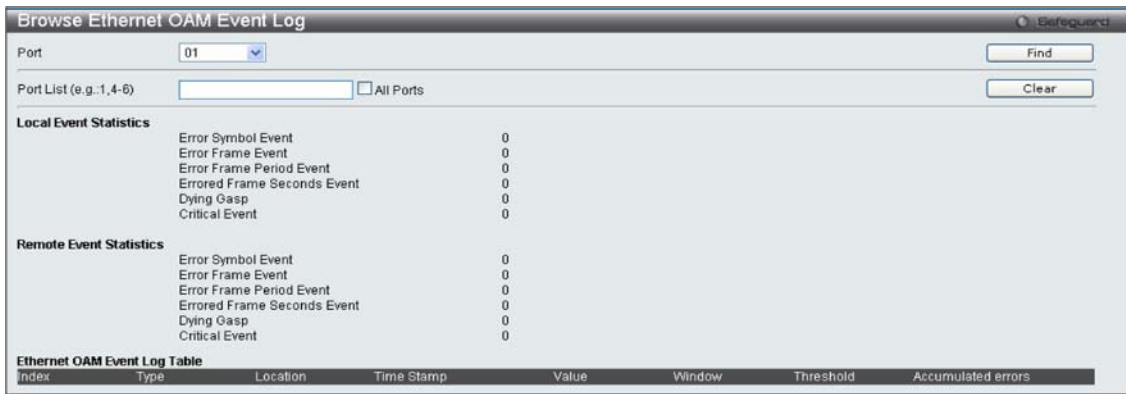 Browse Ethernet OAM Event Log
Safeguard
Port 01 Find
Port List (e.g.:1,4-6) All Ports Clear
Local Event Statistics
Error Symbol Event 0
Error Frame Event 0
Error Frame Period Event 0
Errored Frame Seconds Event 0
Dying Gasp 0
Critical Event 0
Remote Event Statistics
Error Symbol Event 0
Error Frame Event 0
Error Frame Period Event 0
Errored Frame Seconds Event 0
Dying Gasp 0
Critical Event 0
Ethernet OAM Event Log Table
Index Type Location Time Stamp Value Window Threshold Accumulated errors